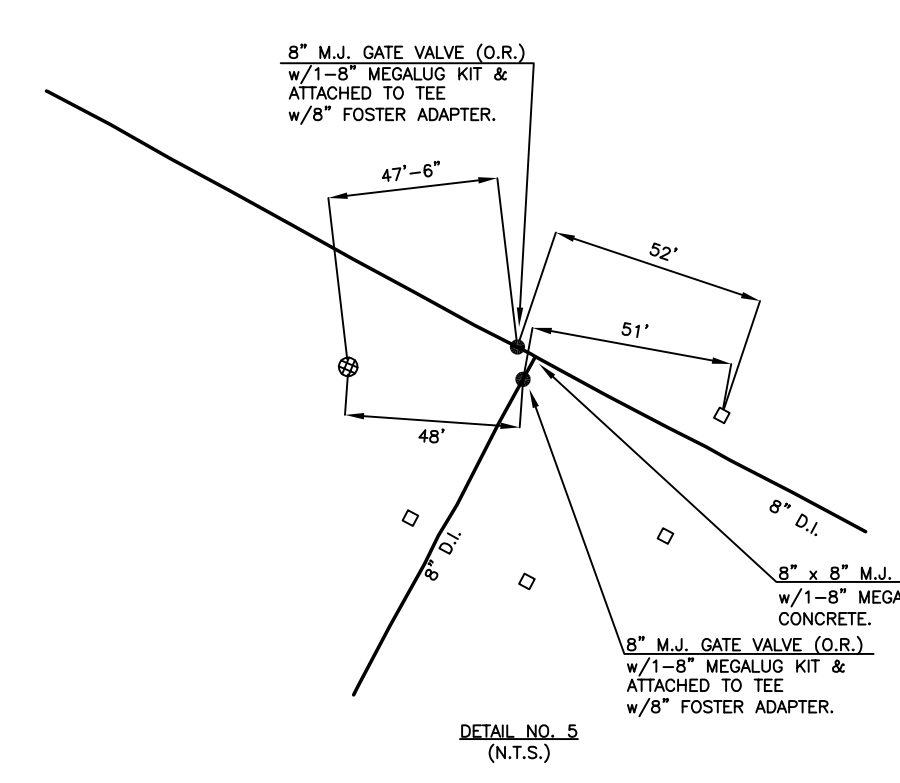 8” M.J. GATE VALVE (O.R.)
w/1-8” MEGALUG KIT &
ATTACHED TO TEE
w/8” FOSTER ADAPTER.
47'-6”
52'
51'
48'
8” D.I.
8” D.I.
8” x 8” M.J.
w/1-8”
CONCRETE.
8” M.J. GATE VALVE (O.R.)
w/1-8” MEGALUG KIT &
ATTACHED TO TEE
w/8” FOSTER ADAPTER.
DETAIL NO. 5
(N.T.S.)